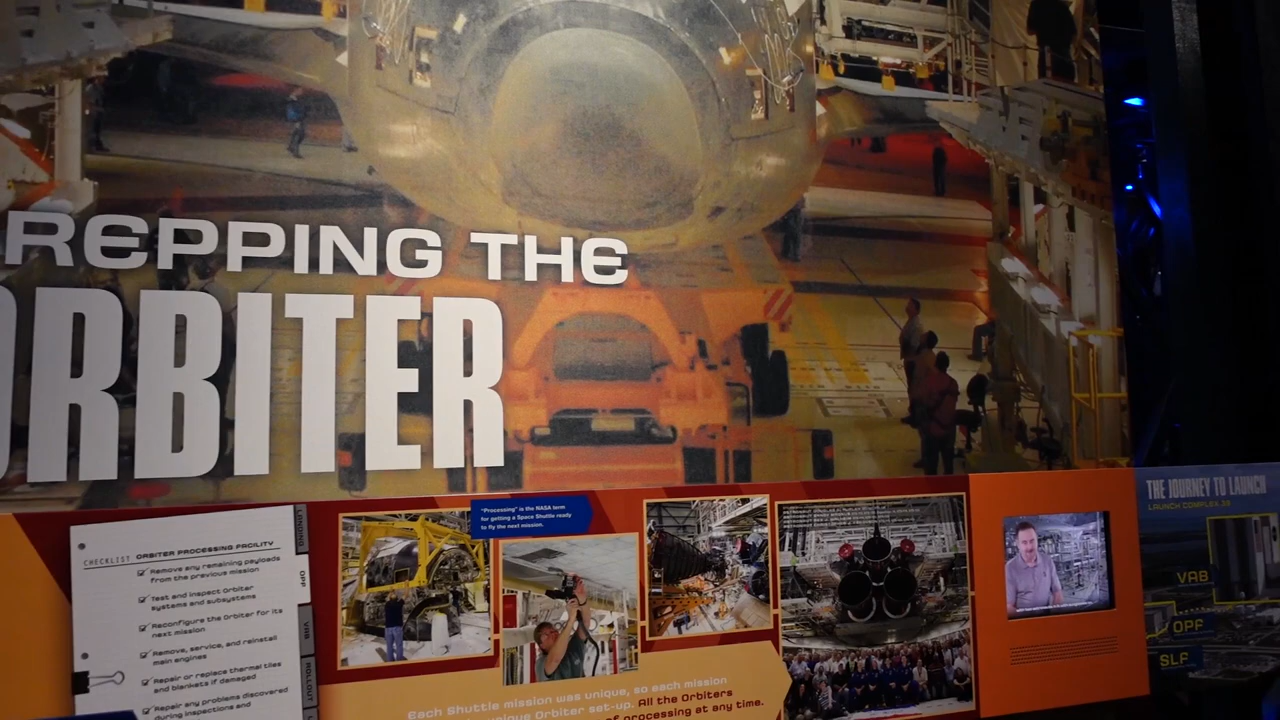 REPPING THE
ORBITER
"Processing" is the NASA term
for getting a Space Shuttle ready
to fly the next mission.
CHECKLIST ORBITER PROCESSING FACILITY
Remove any remaining payloads
from the previous mission
Test and inspect Orbiter
systems and subsystems
Reconfigure the Orbiter for its
next mission
Remove, service, and reinstall
main engines
Repair or replace thermal tiles
and blankets if damaged
Repair any problems discovered
during inspections and
LANDING
OPF
VAB
ROLLOUT
Each Shuttle mission was unique, so each mission
unique Orbiter set-up. All the Orbiters
of processing at any time.
THE JOURNEY TO LAUNCH
LAUNCH COMPLEX 39
VAB
OPF
SLF